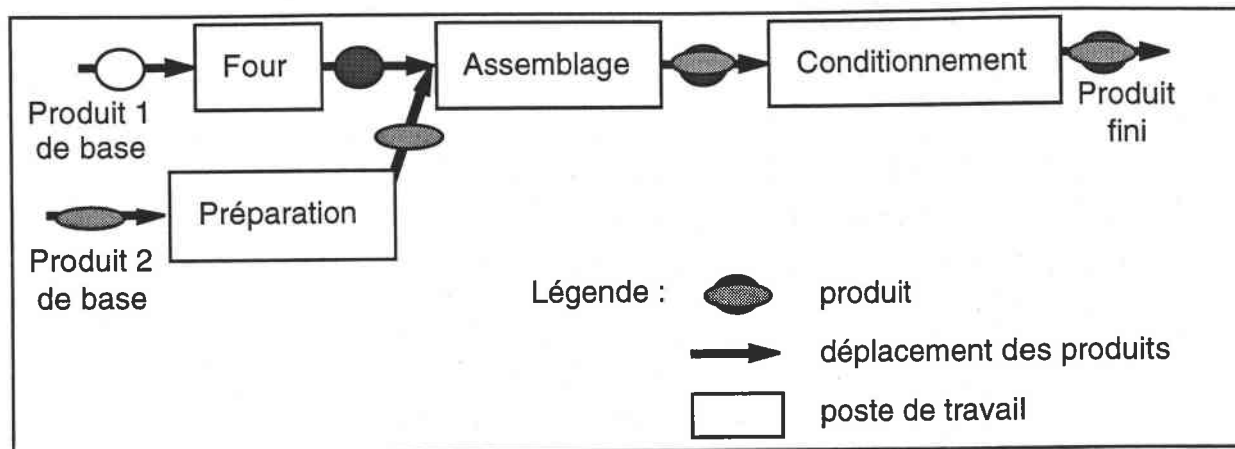 Four
Assemblage
Conditionnement
Produit 1
de base
Produit
fini
Préparation
Produit 2
de base
Légende :
produit
déplacement des produits
poste de travail